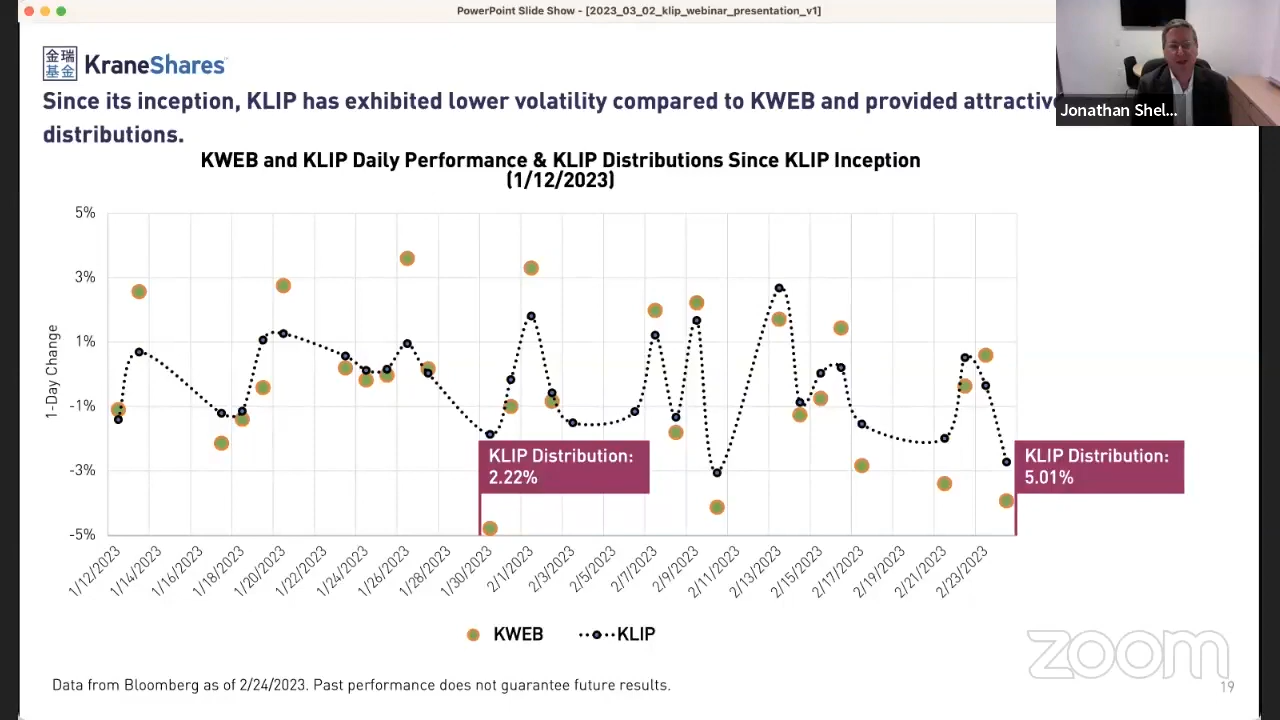 PowerPoint Slide Show - [2023_03_02_klip_webinar_presentation_v1]
金瑞
基金
KraneShares
Jonathan Shel...
Since its inception, KLIP has exhibited lower volatility compared to KWEB and provided attractive
distributions.
KWEB and KLIP Daily Performance & KLIP Distributions Since KLIP Inception
(1/12/2023)
5%
3%
1%
-1%
-3%
-5%
1-Day Change
KLIP Distribution:
2.22%
KLIP Distribution:
5.01%
1/12/2023
1/14/2023
1/16/2023
1/18/2023
1/20/2023
1/22/2023
1/24/2023
1/26/2023
1/28/2023
1/30/2023
2/1/2023
2/3/2023
2/5/2023
2/7/2023
2/9/2023
2/11/2023
2/13/2023
2/15/2023
2/17/2023
2/19/2023
2/21/2023
2/23/2023
KWEB
KLIP
zoom
Data from Bloomberg as of 2/24/2023. Past performance does not guarantee future results.
19